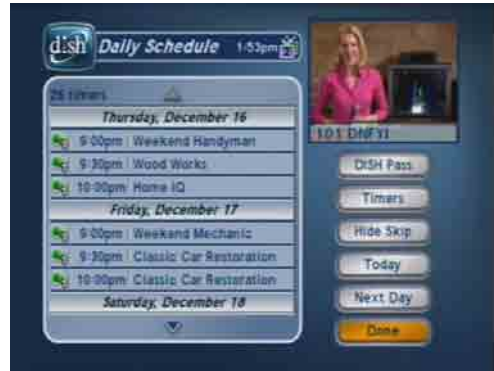 dish Daily Schedule 1:53pm
26 timers
Thursday, December 16
9:00pm Weekend Handyman
9:30pm Wood Works
10:00pm Home IQ
Friday, December 17
9:00pm Weekend Mechanic
9:30pm Classic Car Restoration
10:00pm Classic Car Restoration
Saturday, December 18
101 DNFYI
DISH Pass
Timers
Hide Skip
Today
Next Day
Done